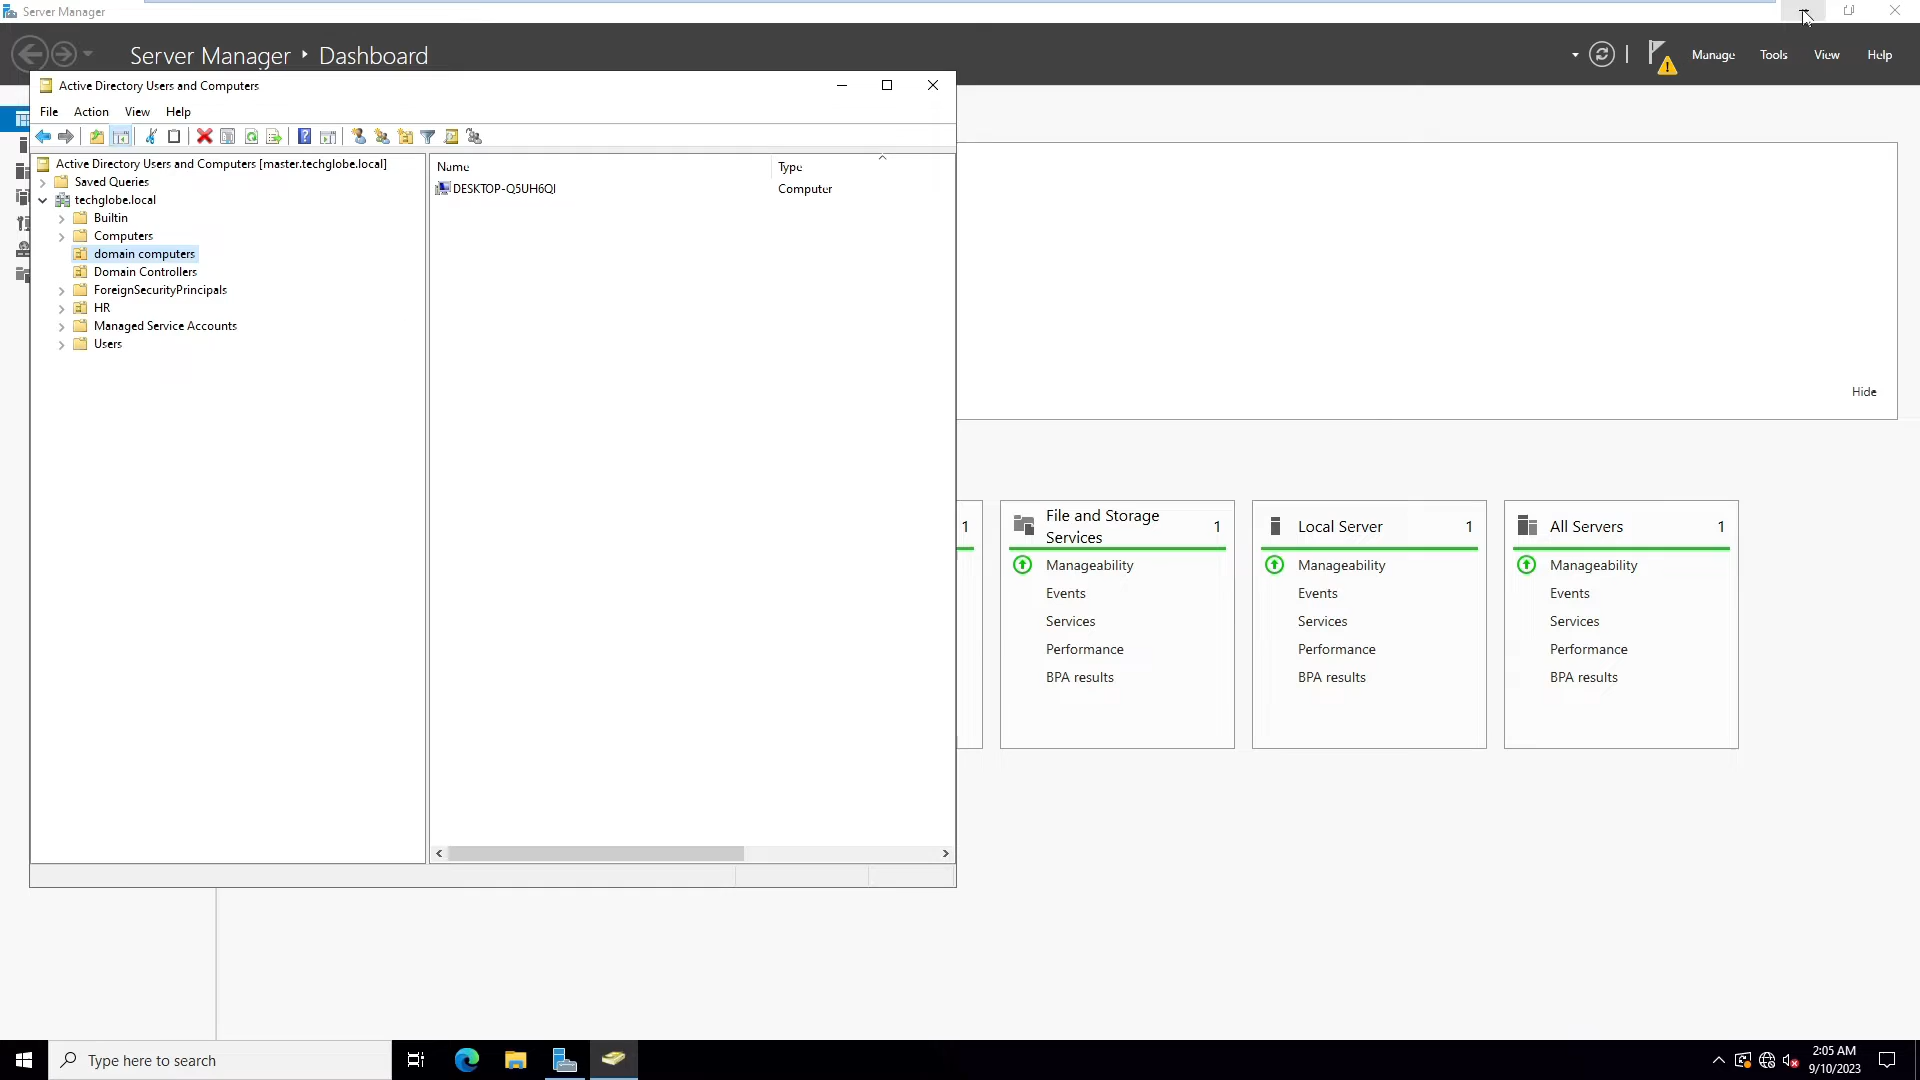 Server Manager
Server Manager ‣ Dashboard
Manage
Tools
View
Help
Active Directory Users and Computers
File
Action
View
Help
Active Directory Users and Computers [master.techglobe.local]
Saved Queries
techglobe.local
Builtin
Computers
domain computers
Domain Controllers
ForeignSecurityPrincipals
HR
Managed Service Accounts
Users
Name
Type
DESKTOP-Q5UH6QJ
Computer
Hide
1
File and Storage
Services
1
Manageability
Events
Services
Performance
BPA results
Local Server
1
Manageability
Events
Services
Performance
BPA results
All Servers
1
Manageability
Events
Services
Performance
BPA results
Type here to search
2:05 AM
9/10/2023